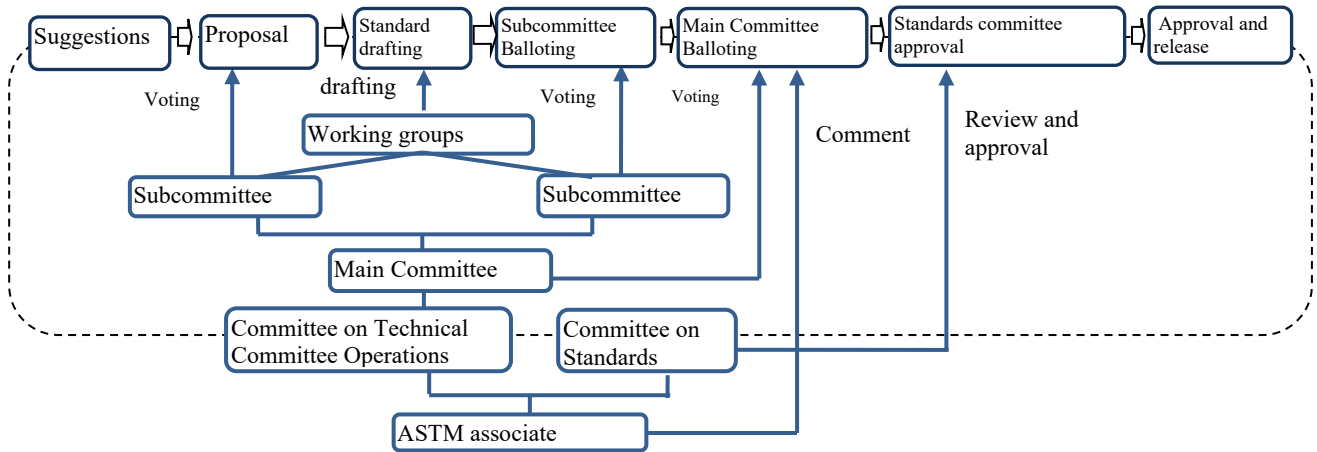 Suggestions
Proposal
Standard
drafting
Subcommittee
Balloting
Main Committee
Balloting
Standards committee
approval
Approval and
release
Voting
drafting
Voting
Voting
Comment
Review and
approval
Working groups
Subcommittee
Subcommittee
Main Committee
Committee on Technical
Committee Operations
Committee on
Standards
ASTM associate